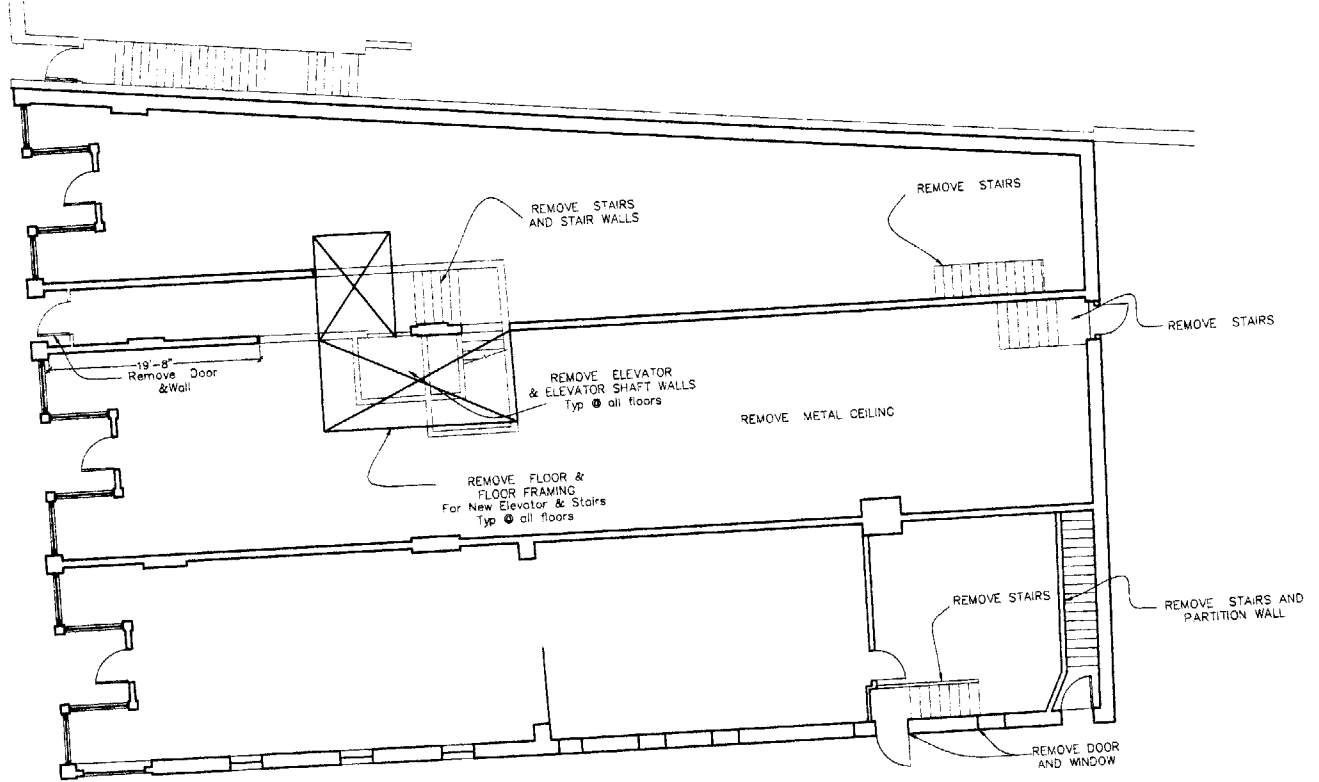 REMOVE STAIRS
REMOVE STAIRS
AND STAIR WALLS
REMOVE STAIRS
19'-8"
Remove Door
&Wall
REMOVE ELEVATOR
& ELEVATOR SHAFT WALLS
Typ @ all floors
REMOVE METAL CEILING
REMOVE FLOOR &
FLOOR FRAMING
For New Elevator & Stairs
Typ @ all floors
REMOVE STAIRS
REMOVE STAIRS AND
PARTITION WALL
REMOVE DOOR
AND WINDOW